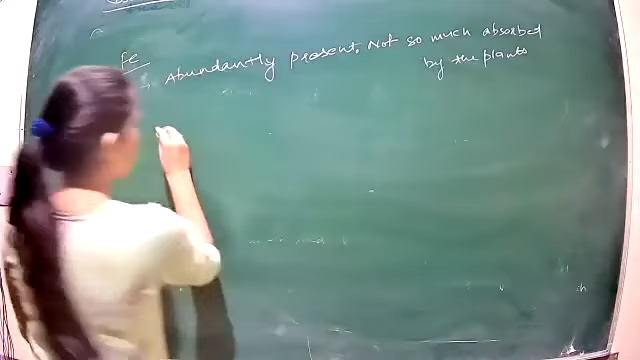 Fe
→ Abundantly present. Not so much absorbed
by the plants